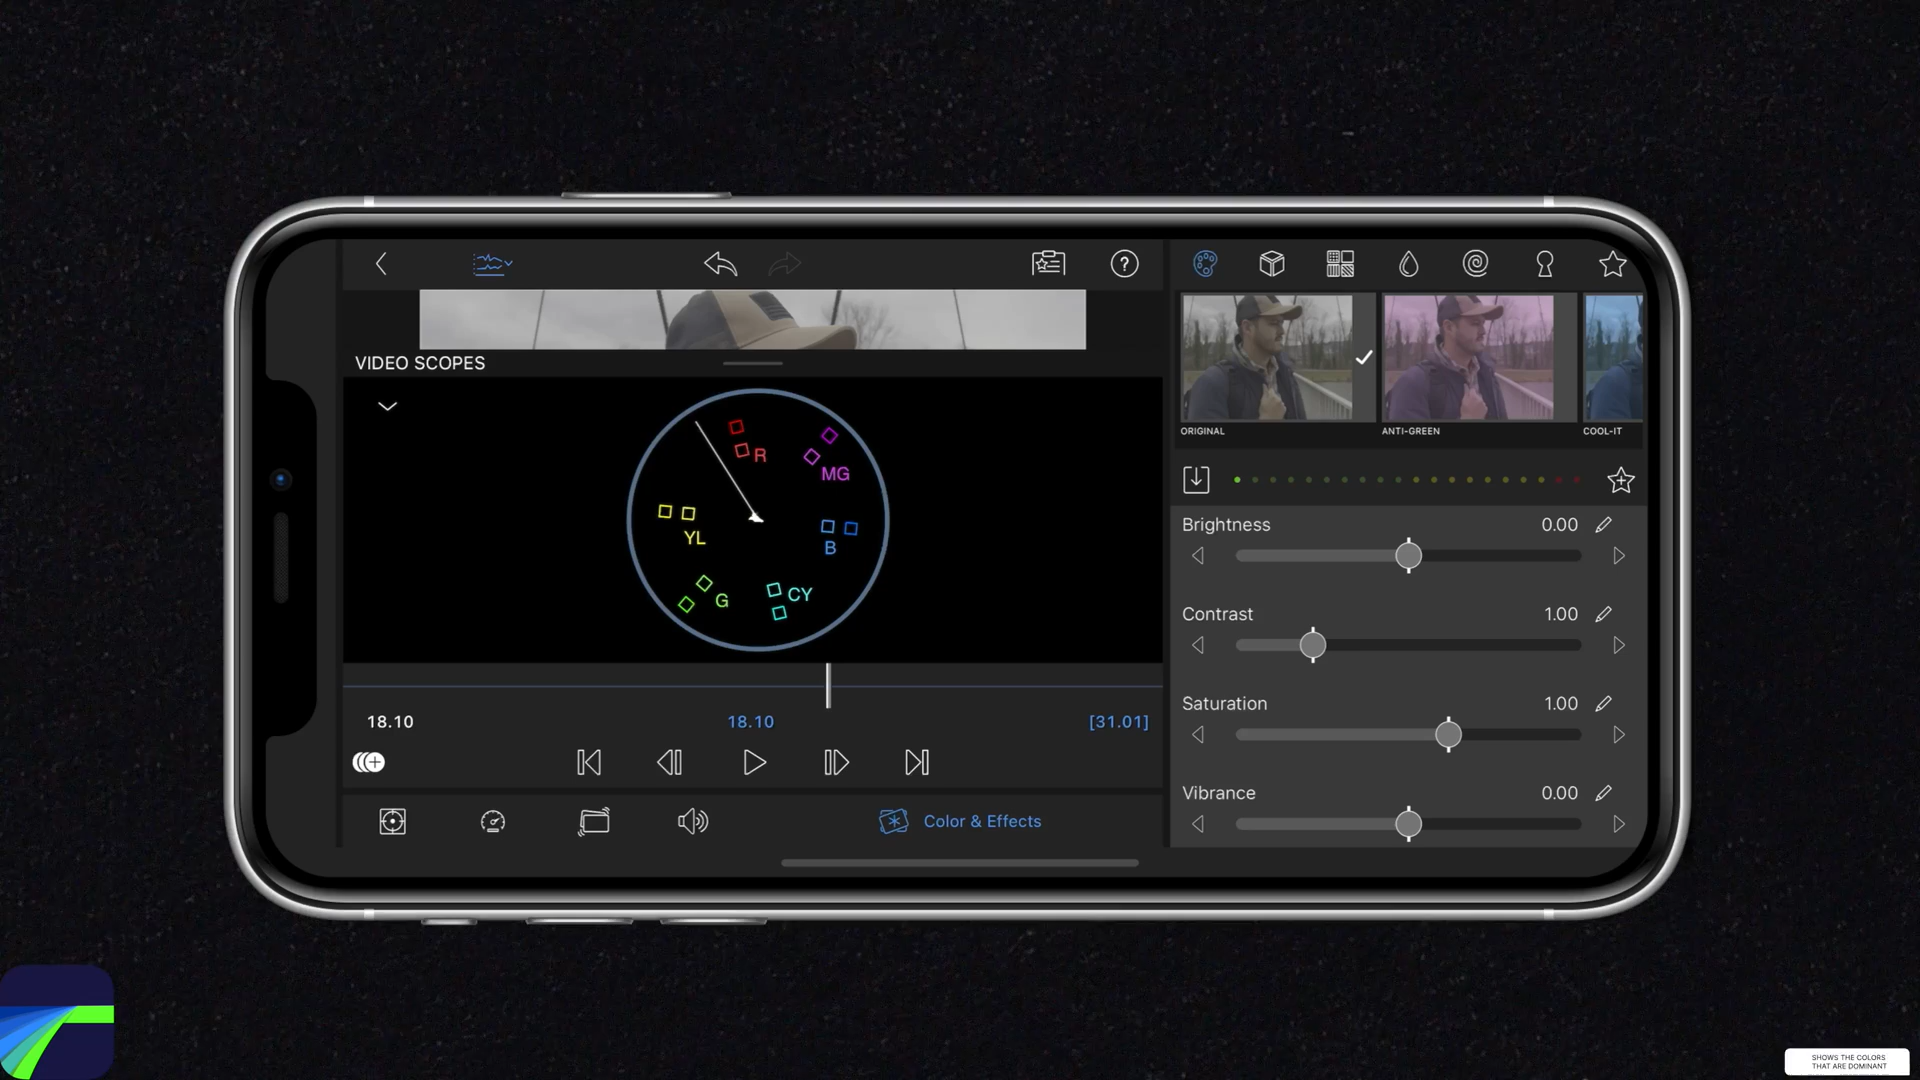 VIDEO SCOPES
R
MG
YL
B
G
CY
18.10
18.10
[31.01]
Color & Effects
ORIGINAL
ANTI-GREEN
COOL-IT
Brightness
0.00
Contrast
1.00
Saturation
1.00
Vibrance
0.00
SHOWS THE COLORS
THAT ARE DOMINANT